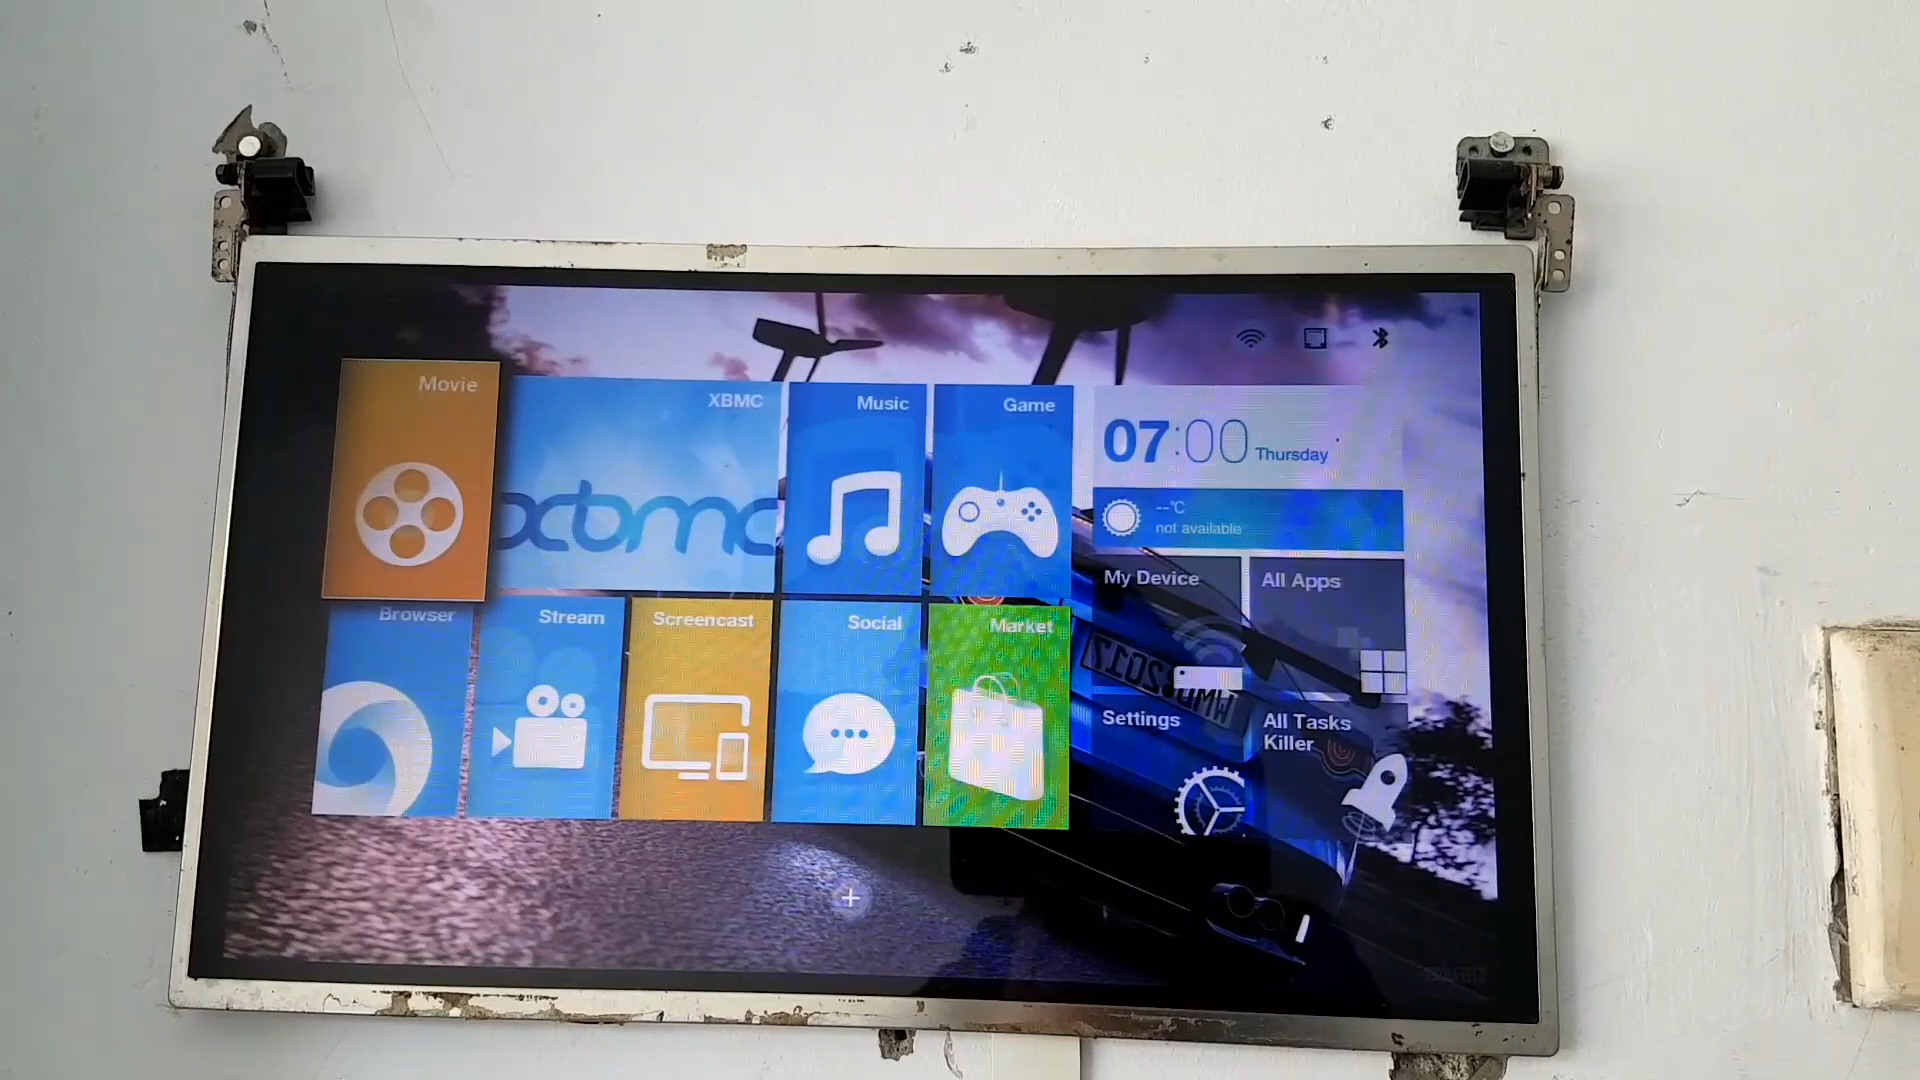 Movie
XBMC
xbmc
Music
Game
07:00 Thursday
--°C
not available
My Device
All Apps
Browser
Stream
Screencast
Social
Market
Settings
All Tasks
Killer